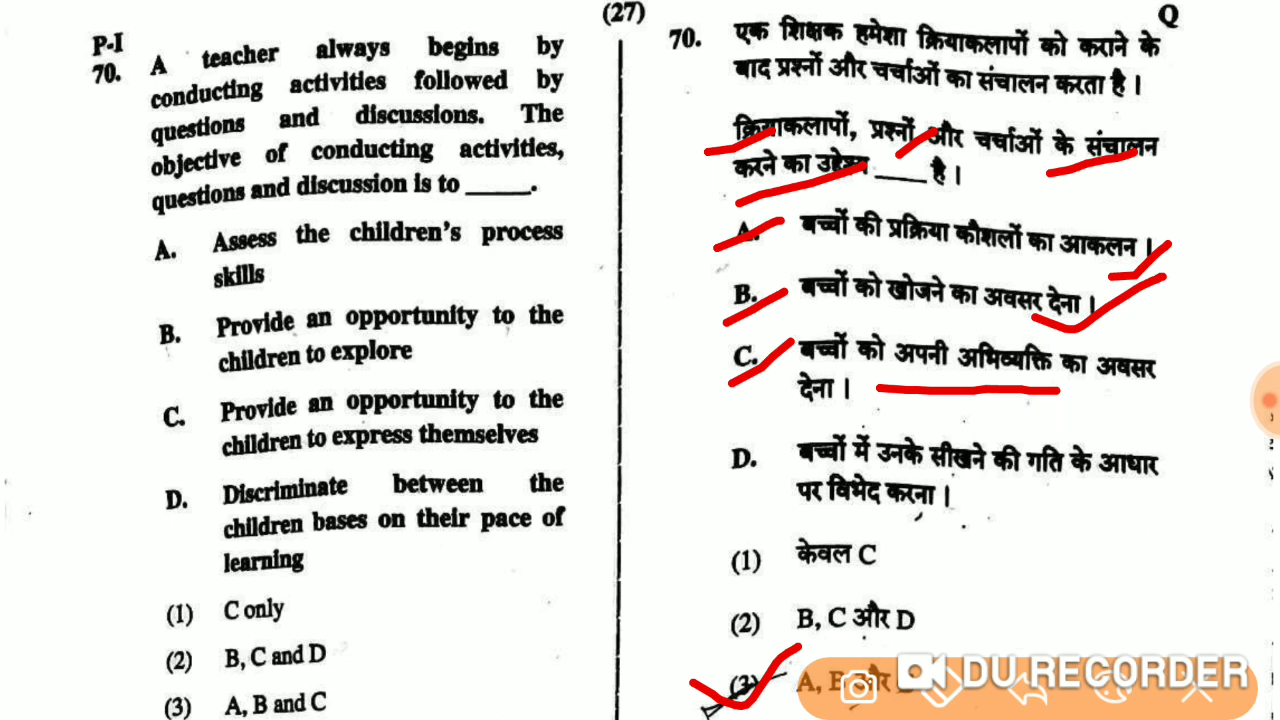 (27)
Q
P-I
70. A teacher always begins by
conducting activities followed by
questions and discussions. The
objective of conducting activities,
questions and discussion is to _____.
A. Assess the children's process
skills
B. Provide an opportunity to the
children to explore
C. Provide an opportunity to the
children to express themselves
D. Discriminate between the
children bases on their pace of
learning
(1) C only
(2) B, C and D
(3) A, B and C
70. एक शिक्षक हमेशा क्रियाकलापों को कराने के
बाद प्रश्नों और चर्चाओं का संचालन करता है ।
क्रियाकलापों, प्रश्नों और चर्चाओं के संचालन
करने का उद्देश्य ____ है ।
A. बच्चों की प्रक्रिया कौशलों का आकलन ।
B. बच्चों को खोजने का अवसर देना ।
C. बच्चों को अपनी अभिव्यक्ति का अवसर
देना ।
D. बच्चों में उनके सीखने की गति के आधार
पर विभेद करना ।
(1) केवल C
(2) B, C और D
(3) A, B और
DU RECORDER